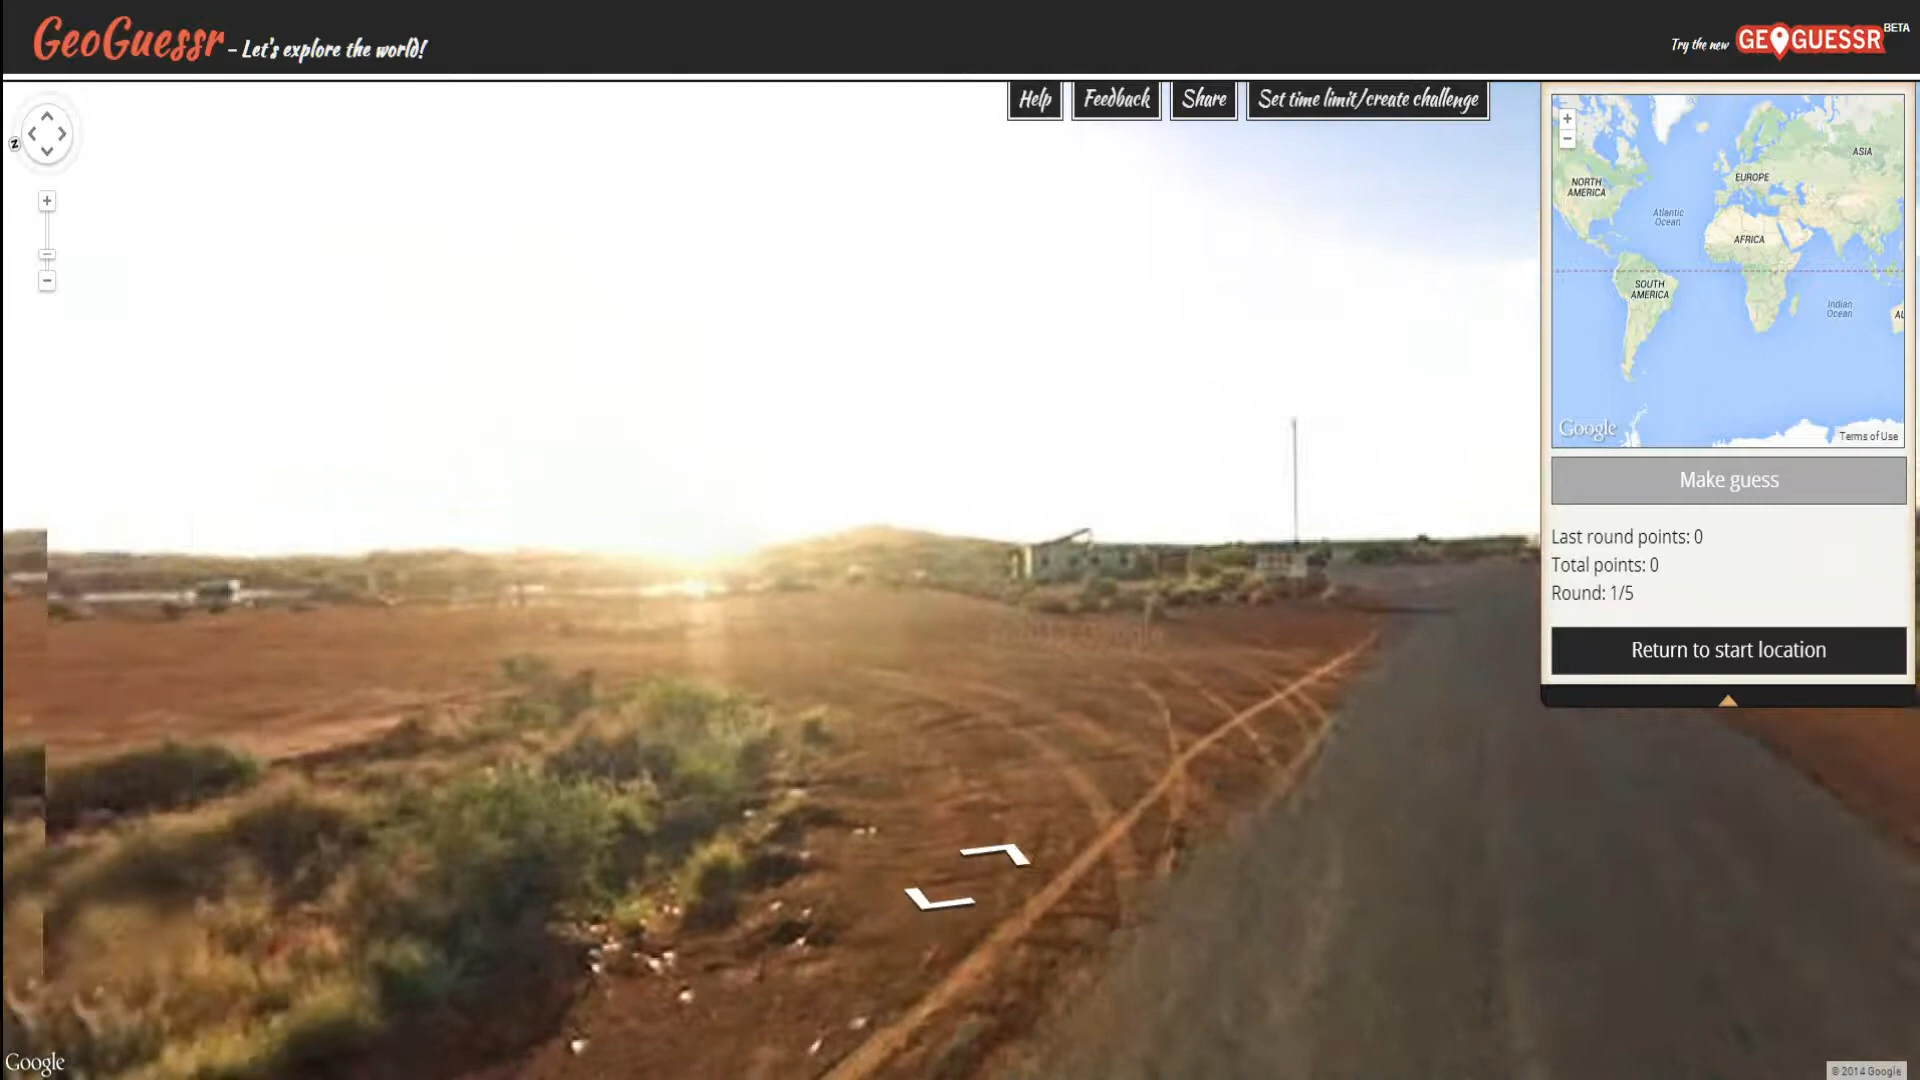 GeoGuessr - Let's explore the world!
Try the new GEOGUESSR BETA
Help
Feedback
Share
Set time limit/create challenge
N
+
−
+
−
NORTH AMERICA
Atlantic Ocean
EUROPE
ASIA
AFRICA
SOUTH AMERICA
Indian Ocean
AU
Google
Terms of Use
Make guess
Last round points: 0
Total points: 0
Round: 1/5
Return to start location
Google
© 2014 Google